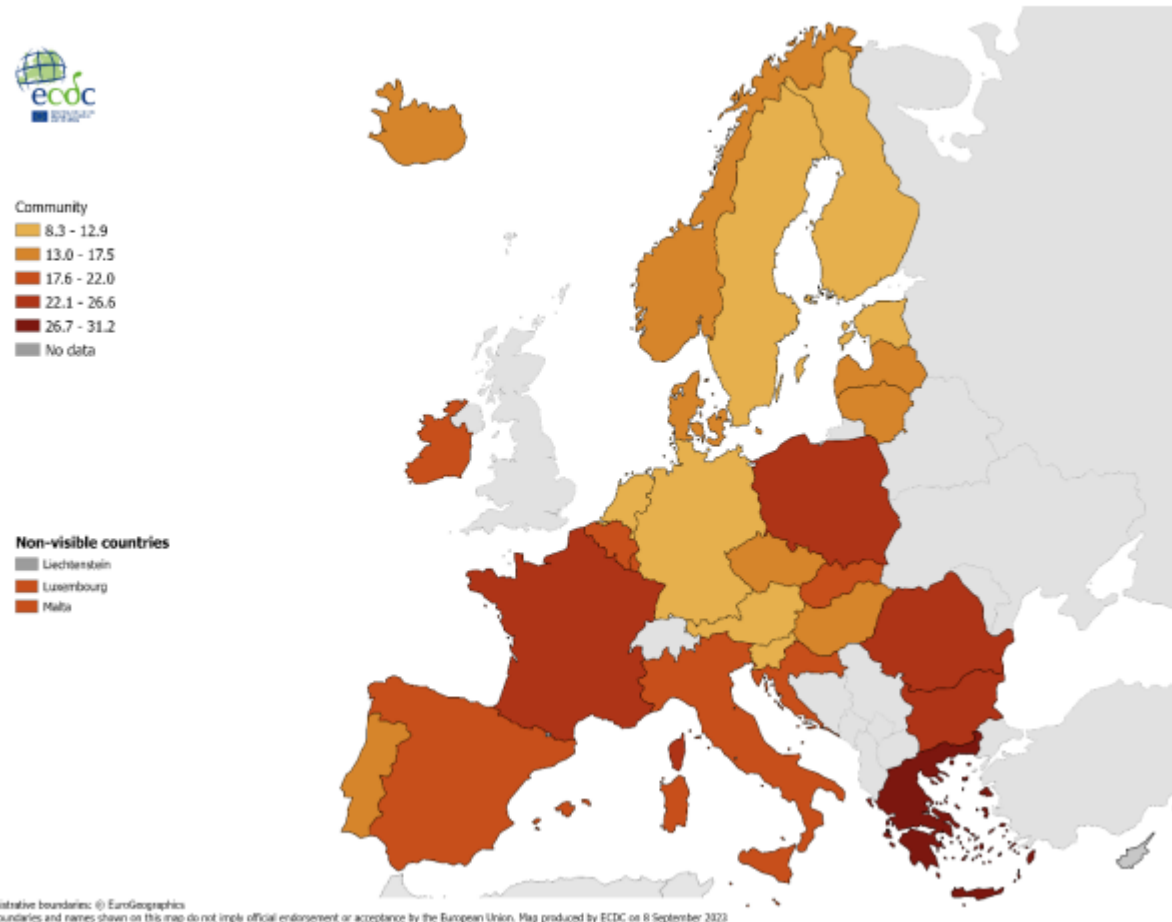 ecdc
Community
8.3 - 12.9
13.0 - 17.5
17.6 - 22.0
22.1 - 26.6
26.7 - 31.2
No data
Non-visible countries
Liechtenstein
Luxembourg
Malta
istrative boundaries: © EuroGeographics
oundaries and names shown on this map do not imply official endorsement or acceptance by the European Union. Map produced by ECDC on 8 September 2023